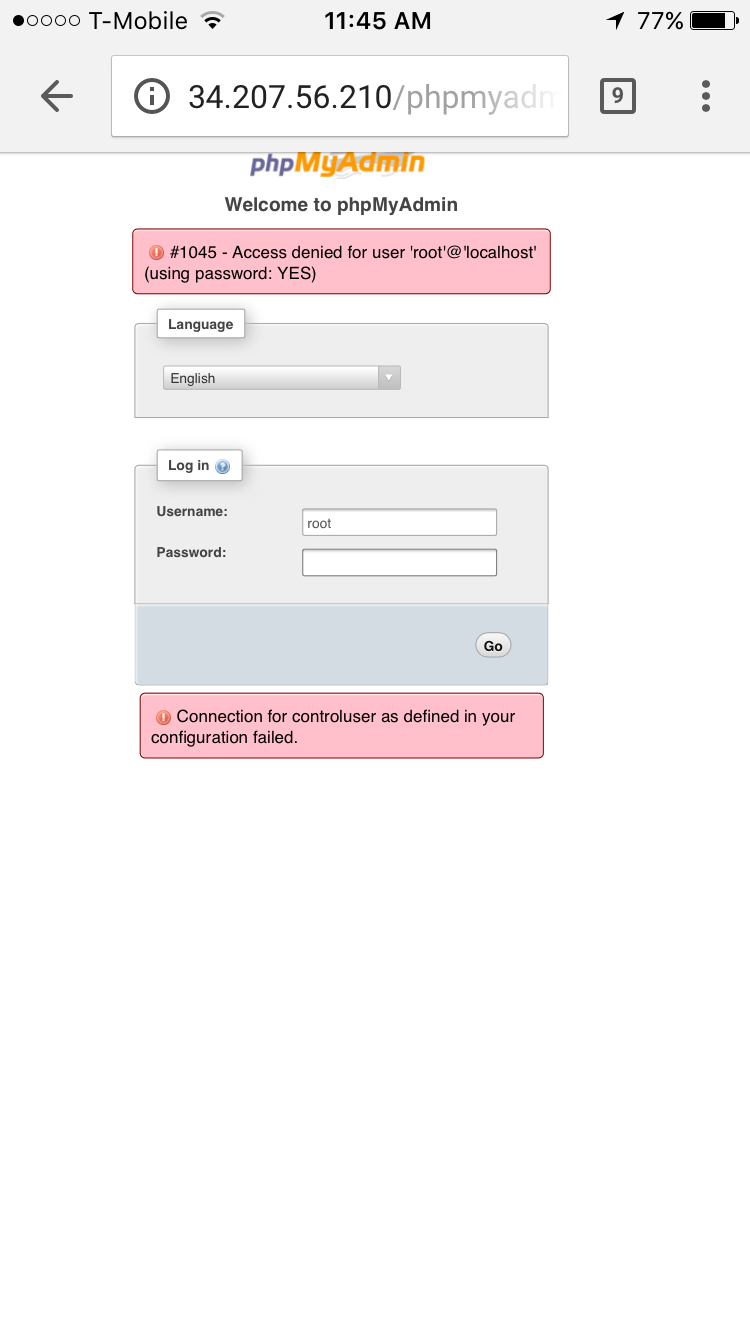 T-Mobile 11:45 AM 77%
34.207.56.210/phpmyadm 9
phpMyAdmin
Welcome to phpMyAdmin
#1045 - Access denied for user 'root'@'localhost'
(using password: YES)
Language
English
Log in
Username:
root
Password:
Go
Connection for controluser as defined in your
configuration failed.